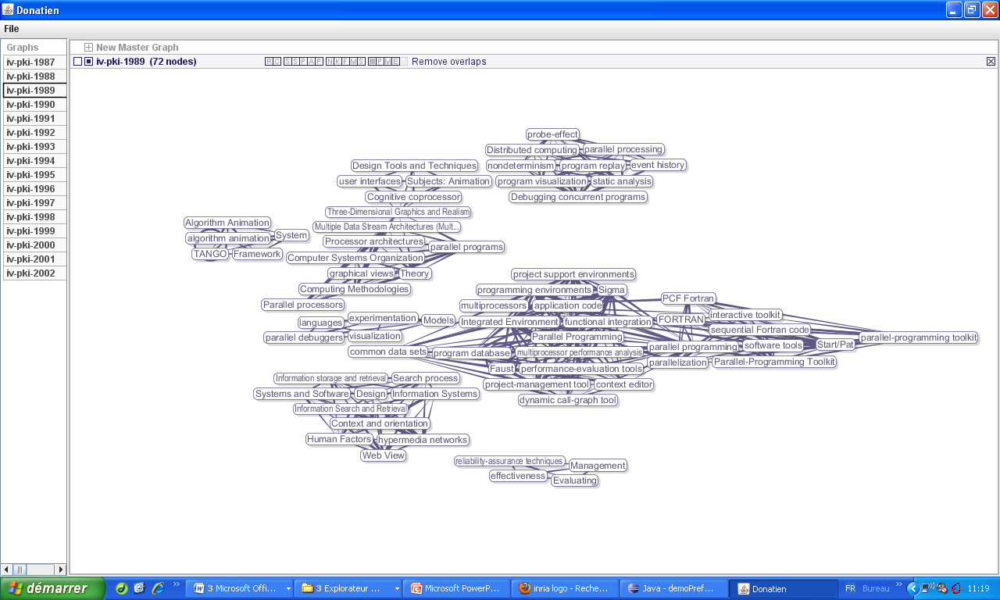 Donatien
File
Graphs
New Master Graph
iv-pki-1989 (72 nodes) R C S S P A P N K F M S P M E Remove overlaps
iv-pki-1987
iv-pki-1988
iv-pki-1989
iv-pki-1990
iv-pki-1991
iv-pki-1992
iv-pki-1993
iv-pki-1994
iv-pki-1995
iv-pki-1996
iv-pki-1997
iv-pki-1998
iv-pki-1999
iv-pki-2000
iv-pki-2001
iv-pki-2002
probe-effect
Distributed computing parallel processing
nondeterminism program replay event history
program visualization static analysis
Debugging concurrent programs
Design Tools and Techniques
user interfaces Subjects: Animation
Cognitive coprocessor
Three-Dimensional Graphics and Realism
Multiple Data Stream Architectures (Mult...
Processor architectures parallel programs
Computer Systems Organization
graphical views Theory
Computing Methodologies
Parallel processors
Algorithm Animation
algorithm animation System
TANGO Framework
languages experimentation Models
parallel debuggers visualization
project support environments
programming environments Sigma
multiprocessors application code
Integrated Environment functional integration
Parallel Programming
common data sets program database multiprocessor performance analysis
Faust performance-evaluation tools
project-management tool context editor
dynamic call-graph tool
PCF Fortran
FORTRAN interactive toolkit
sequential Fortran code
parallel programming software tools Start/Pat parallel-programming toolkit
parallelization Parallel-Programming Toolkit
Information storage and retrieval Search process
Systems and Software Design Information Systems
Information Search and Retrieval
Context and orientation
Human Factors hypermedia networks
Web View
reliability-assurance techniques Management
effectiveness Evaluating
démarrer 3 Microsoft Offi... 3 Explorateur ... Microsoft PowerP... inria logo - Reche... Java - demoPref... Donatien FR Bureau 11:19